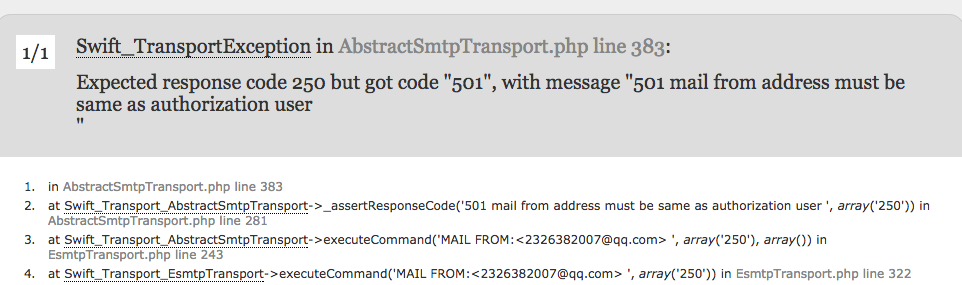 1/1
Swift_TransportException in AbstractSmtpTransport.php line 383:
Expected response code 250 but got code "501", with message "501 mail from address must be
same as authorization user
"
1. in AbstractSmtpTransport.php line 383
2. at Swift_Transport_AbstractSmtpTransport->_assertResponseCode('501 mail from address must be same as authorization user ', array('250')) in
AbstractSmtpTransport.php line 281
3. at Swift_Transport_AbstractSmtpTransport->executeCommand('MAIL FROM:<2326382007@qq.com> ', array('250'), array()) in
EsmtpTransport.php line 243
4. at Swift_Transport_EsmtpTransport->executeCommand('MAIL FROM:<2326382007@qq.com> ', array('250')) in EsmtpTransport.php line 322